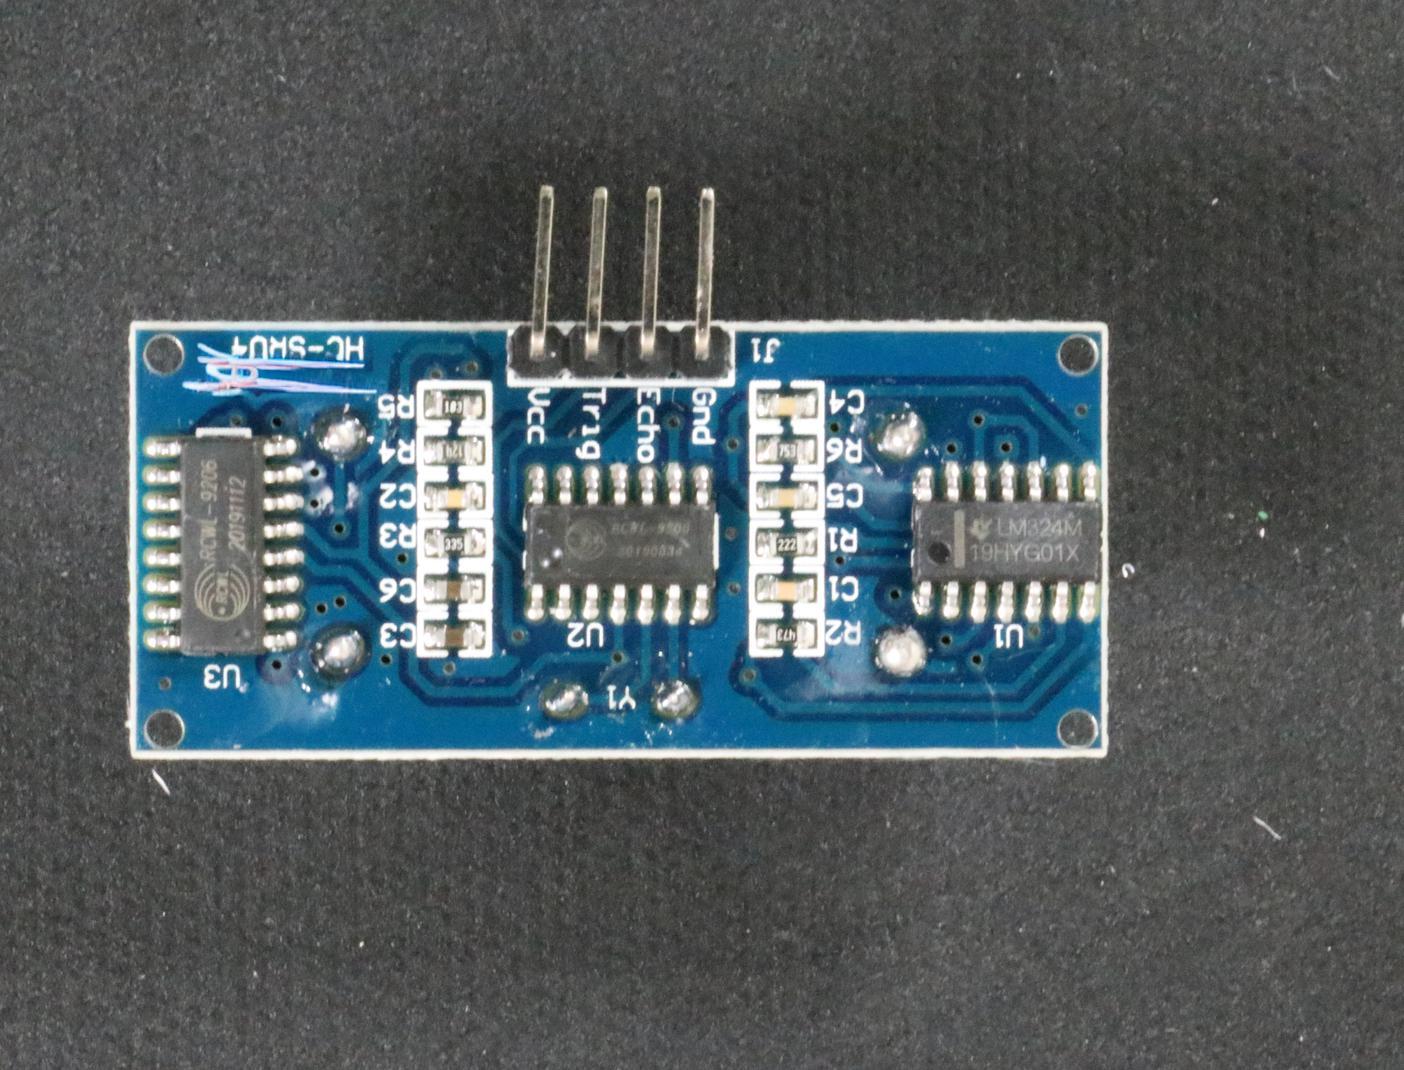 HC-SR04
J1
Vcc
Trig
Echo
Gnd
R5
103
R4
C2
R3
335
C6
C3
C4
R6
753
C5
R1
222
C1
R2
473
RCWL-9206
20191112
RCWL
U3
U2
Y1
LM324M
19HYG01X
U1